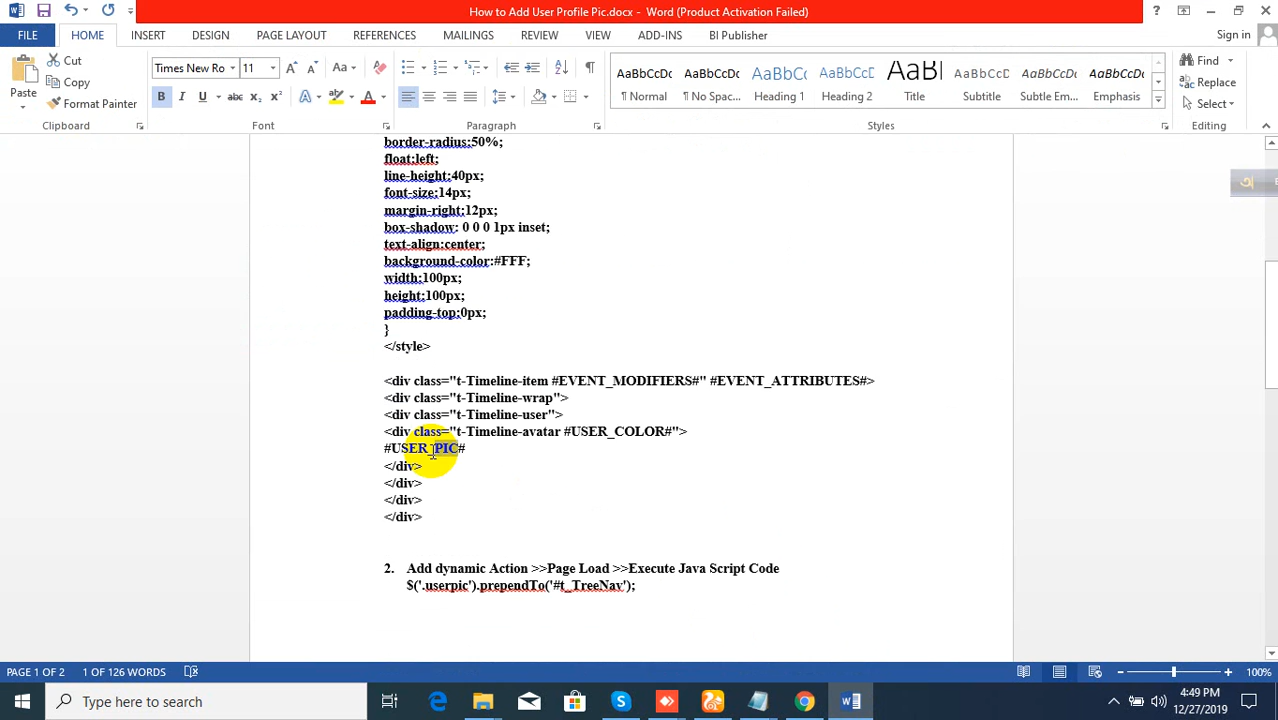 How to Add User Profile Pic.docx - Word (Product Activation Failed)
FILE HOME INSERT DESIGN PAGE LAYOUT REFERENCES MAILINGS REVIEW VIEW ADD-INS BI Publisher Sign in
Paste
Cut
Copy
Format Painter
Clipboard
Times New Ro 11
Font
Paragraph
AaBbCcDc AaBbCcDc AaBbCc AaBbCcD AaB AaBbCcD AaBbCcDc AaBbCcDc
¶ Normal ¶ No Spac... Heading 1 Heading 2 Title Subtitle Subtle Em... Emphasis
Styles
Find
Replace
Select
Editing
border-radius:50%;
float:left;
line-height:40px;
font-size:14px;
margin-right:12px;
box-shadow: 0 0 0 1px inset;
text-align:center;
background-color:#FFF;
width:100px;
height:100px;
padding-top:0px;
}
</style>
<div class="t-Timeline-item #EVENT_MODIFIERS#" #EVENT_ATTRIBUTES#>
<div class="t-Timeline-wrap">
<div class="t-Timeline-user">
<div class="t-Timeline-avatar #USER_COLOR#">
#USER_PIC#
</div>
</div>
</div>
</div>
2. Add dynamic Action >>Page Load >>Execute Java Script Code
$('.userpic').prependTo('#t_TreeNav');
PAGE 1 OF 2 1 OF 126 WORDS 100%
Type here to search
4:49 PM
12/27/2019